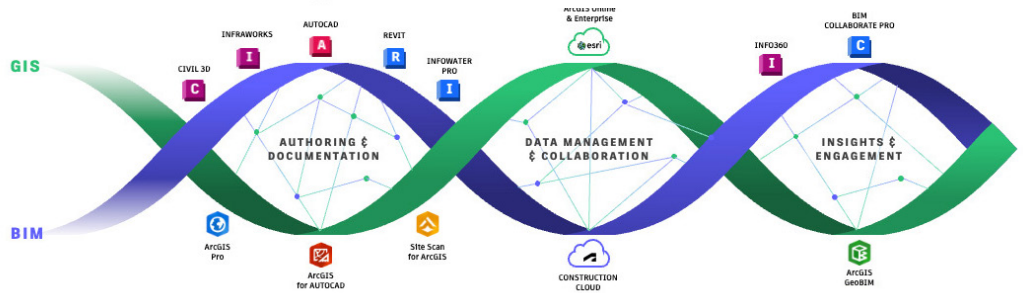 ArcGIS Online
& Enterprise
esri
BIM
COLLABORATE PRO
C
AUTOCAD
A
REVIT
R
INFRAWORKS
I
INFO360
I
GIS
CIVIL 3D
C
INFOWATER
PRO
I
AUTHORING &
DOCUMENTATION
DATA MANAGEMENT
& COLLABORATION
INSIGHTS &
ENGAGEMENT
BIM
ArcGIS
Pro
ArcGIS
for AUTOCAD
Site Scan
for ArcGIS
CONSTRUCTION
CLOUD
ArcGIS
GeoBIM